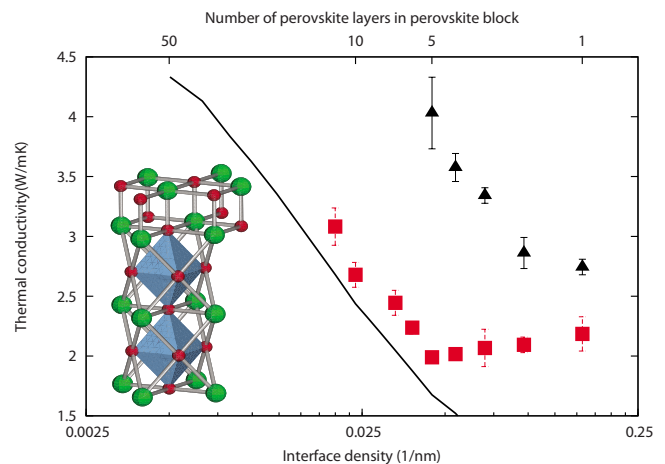 Number of perovskite layers in perovskite block
50 10 5 1
4.5
4
3.5
3
2.5
2
1.5
Thermal conductivity(W/mK)
0.0025 0.025 0.25
Interface density (1/nm)